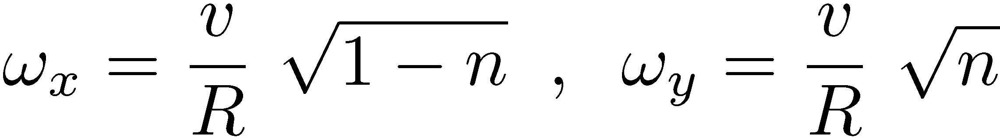 ω_x = \frac{v}{R} \sqrt{1 - n} , ω_y = \frac{v}{R} \sqrt{n}